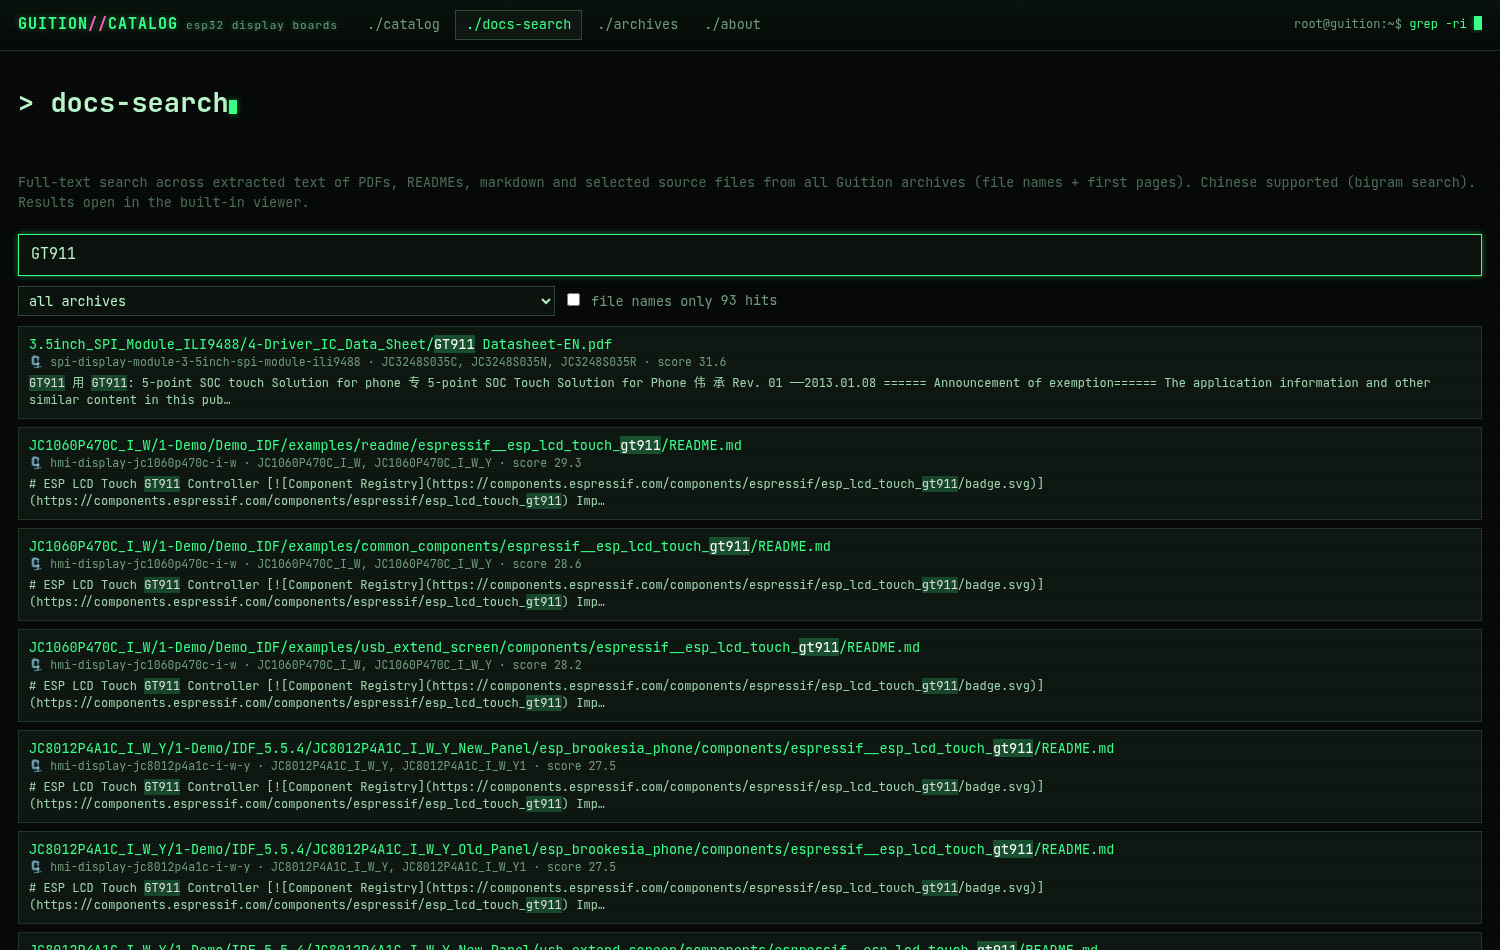 GUITION//CATALOG esp32 display boards ./catalog ./docs-search ./archives ./about root@guition:~$ grep -ri
> docs-search
Full-text search across extracted text of PDFs, READMEs, markdown and selected source files from all Guition archives (file names + first pages). Chinese supported (bigram search).
Results open in the built-in viewer.
GT911
all archives file names only 93 hits
3.5inch_SPI_Module_ILI9488/4-Driver_IC_Data_Sheet/GT911 Datasheet-EN.pdf
spi-display-module-3-5inch-spi-module-ili9488 · JC3248S035C, JC3248S035N, JC3248S035R · score 31.6
GT911 用 GT911: 5-point SOC touch Solution for phone 专 5-point SOC Touch Solution for Phone 伟 承 Rev. 01 ——2013.01.08 ====== Announcement of exemption====== The application information and other
similar content in this pub…
JC1060P470C_I_W/1-Demo/Demo_IDF/examples/readme/espressif__esp_lcd_touch_gt911/README.md
hmi-display-jc1060p470c-i-w · JC1060P470C_I_W, JC1060P470C_I_W_Y · score 29.3
# ESP LCD Touch GT911 Controller [![Component Registry](https://components.espressif.com/components/espressif/esp_lcd_touch_gt911/badge.svg)]
(https://components.espressif.com/components/espressif/esp_lcd_touch_gt911) Imp…
JC1060P470C_I_W/1-Demo/Demo_IDF/examples/common_components/espressif__esp_lcd_touch_gt911/README.md
hmi-display-jc1060p470c-i-w · JC1060P470C_I_W, JC1060P470C_I_W_Y · score 28.6
# ESP LCD Touch GT911 Controller [![Component Registry](https://components.espressif.com/components/espressif/esp_lcd_touch_gt911/badge.svg)]
(https://components.espressif.com/components/espressif/esp_lcd_touch_gt911) Imp…
JC1060P470C_I_W/1-Demo/Demo_IDF/examples/usb_extend_screen/components/espressif__esp_lcd_touch_gt911/README.md
hmi-display-jc1060p470c-i-w · JC1060P470C_I_W, JC1060P470C_I_W_Y · score 28.2
# ESP LCD Touch GT911 Controller [![Component Registry](https://components.espressif.com/components/espressif/esp_lcd_touch_gt911/badge.svg)]
(https://components.espressif.com/components/espressif/esp_lcd_touch_gt911) Imp…
JC8012P4A1C_I_W_Y/1-Demo/IDF_5.5.4/JC8012P4A1C_I_W_Y_New_Panel/esp_brookesia_phone/components/espressif__esp_lcd_touch_gt911/README.md
hmi-display-jc8012p4a1c-i-w-y · JC8012P4A1C_I_W_Y, JC8012P4A1C_I_W_Y1 · score 27.5
# ESP LCD Touch GT911 Controller [![Component Registry](https://components.espressif.com/components/espressif/esp_lcd_touch_gt911/badge.svg)]
(https://components.espressif.com/components/espressif/esp_lcd_touch_gt911) Imp…
JC8012P4A1C_I_W_Y/1-Demo/IDF_5.5.4/JC8012P4A1C_I_W_Y_Old_Panel/esp_brookesia_phone/components/espressif__esp_lcd_touch_gt911/README.md
hmi-display-jc8012p4a1c-i-w-y · JC8012P4A1C_I_W_Y, JC8012P4A1C_I_W_Y1 · score 27.5
# ESP LCD Touch GT911 Controller [![Component Registry](https://components.espressif.com/components/espressif/esp_lcd_touch_gt911/badge.svg)]
(https://components.espressif.com/components/espressif/esp_lcd_touch_gt911) Imp…
JC8012P4A1C_I_W_Y/1-Demo/IDF_5.5.4/JC8012P4A1C_I_W_Y_New_Panel/usb_extend_screen/components/espressif__esp_lcd_touch_gt911/README.md